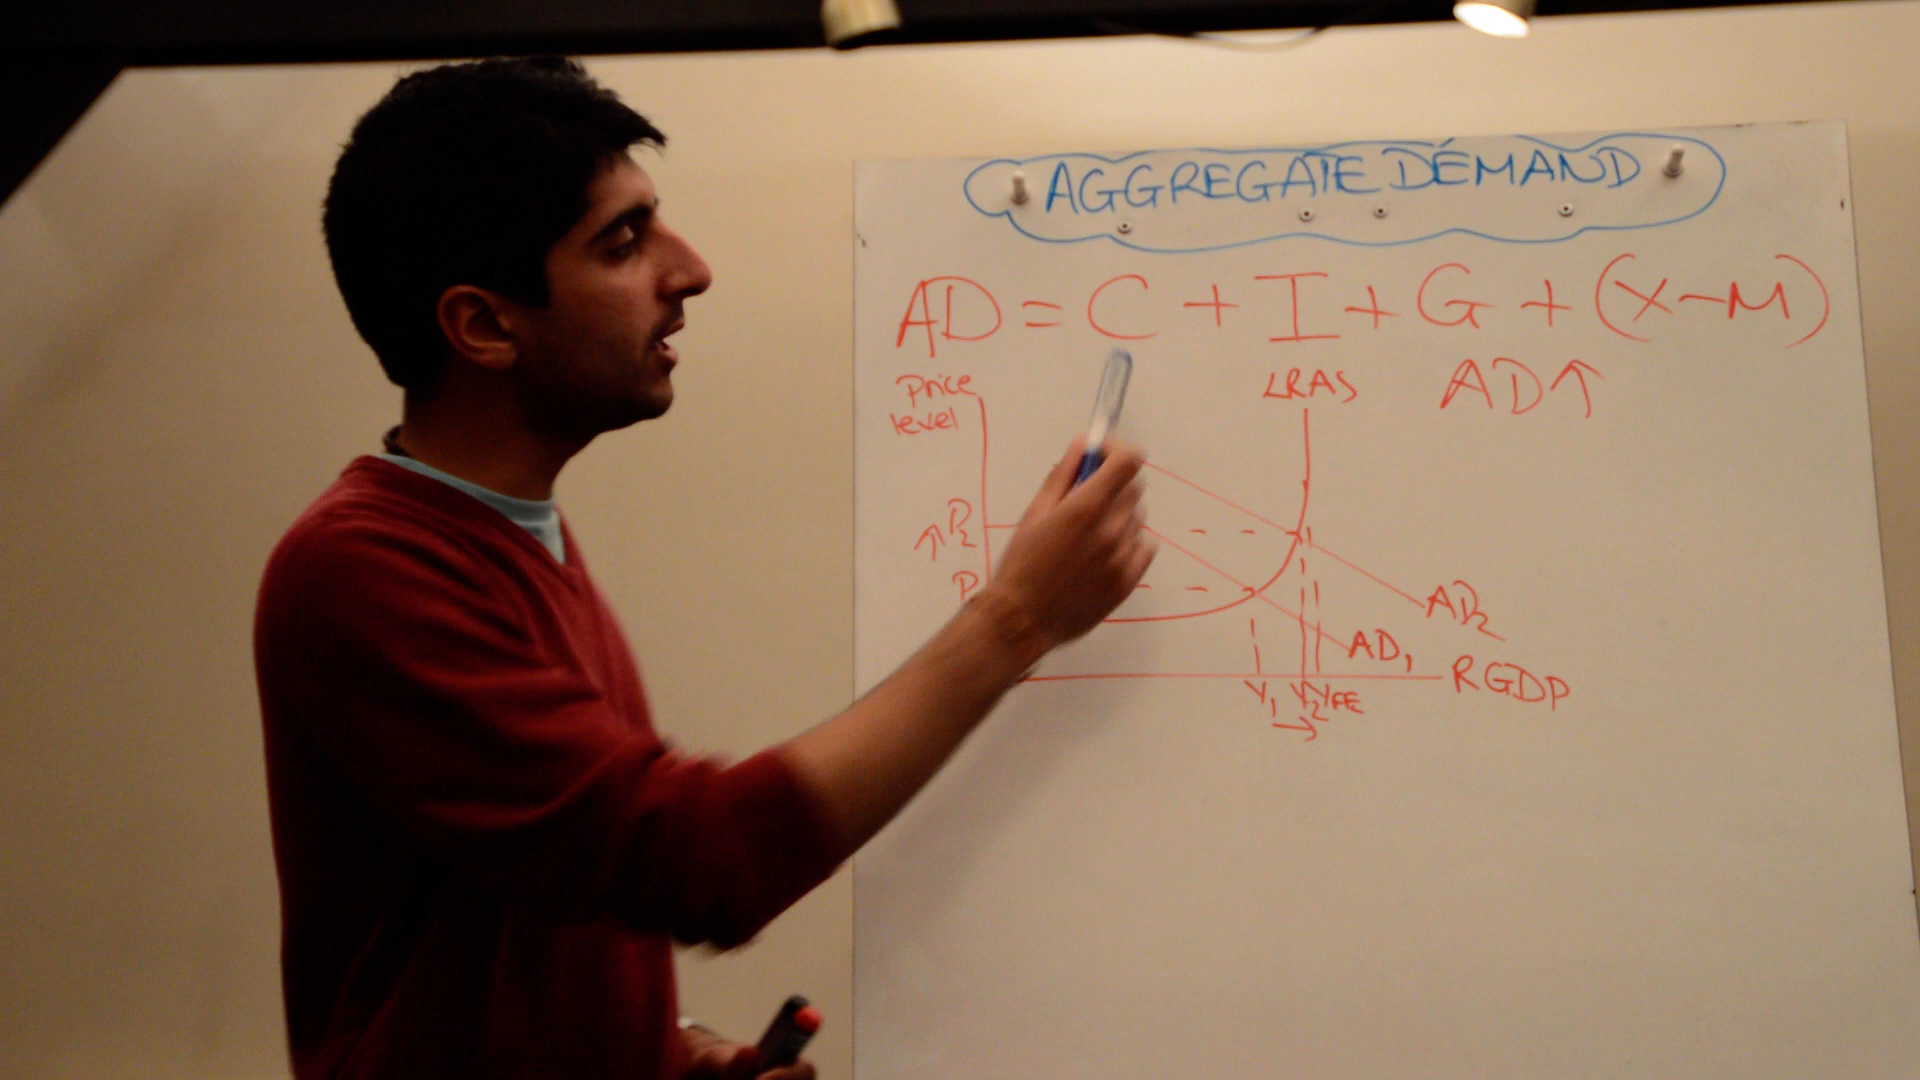 AGGREGATE DEMAND
AD = C + I + G + (X-M)
Price level
LRAS
AD↑
↑P2
P
AD2
AD1
RGDP
Y1 Y2 YFE
→